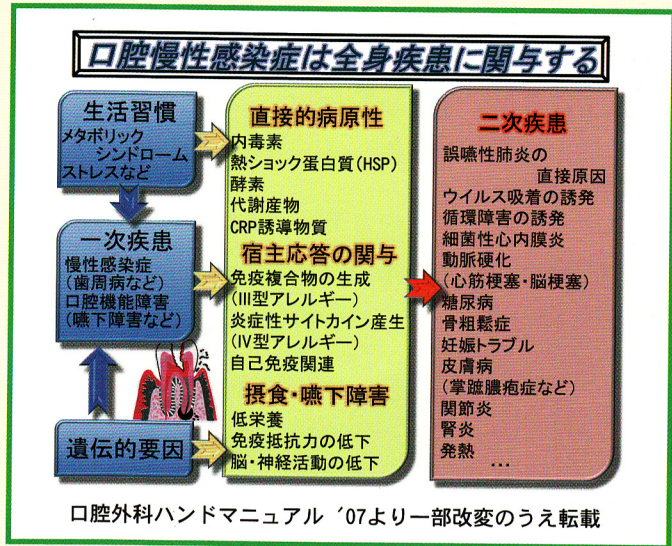 口腔慢性感染症は全身疾患に関与する
生活習慣
メタボリック
シンドローム
ストレスなど
一次疾患
慢性感染症
(歯周病など)
口腔機能障害
(嚥下障害など)
遺伝的要因
直接的病原性
内毒素
熱ショック蛋白質(HSP)
酵素
代謝産物
CRP誘導物質
宿主応答の関与
免疫複合物の生成
(III型アレルギー)
炎症性サイトカイン産生
(IV型アレルギー)
自己免疫関連
摂食・嚥下障害
低栄養
免疫抵抗力の低下
脳・神経活動の低下
二次疾患
誤嚥性肺炎の
直接原因
ウイルス吸着の誘発
循環障害の誘発
細菌性心内膜炎
動脈硬化
(心筋梗塞・脳梗塞)
糖尿病
骨粗鬆症
妊娠トラブル
皮膚病
(掌蹠膿疱症など)
関節炎
腎炎
発熱
…
口腔外科ハンドマニュアル ´07より一部改変のうえ転載